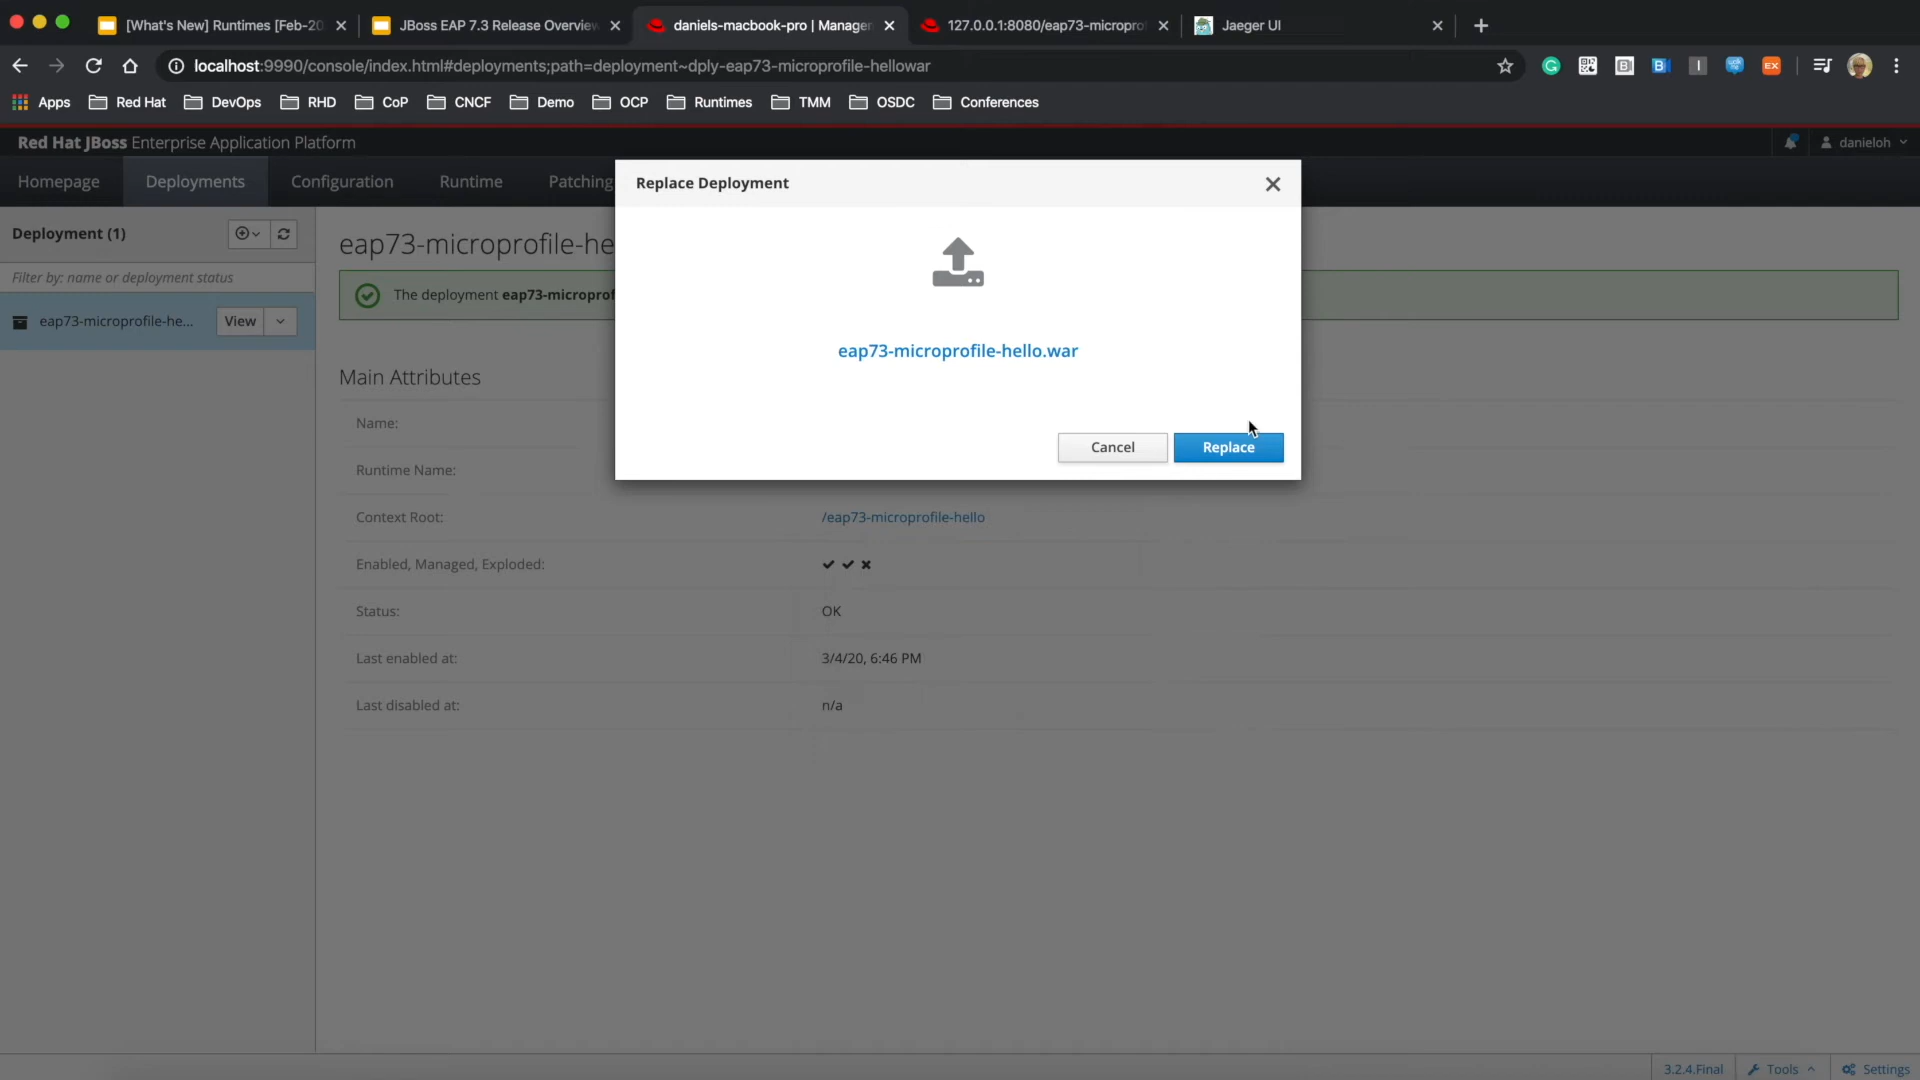 [What's New] Runtimes [Feb-20
JBoss EAP 7.3 Release Overview
daniels-macbook-pro | Manage
127.0.0.1:8080/eap73-micropro
Jaeger UI
localhost:9990/console/index.html#deployments;path=deployment~dply-eap73-microprofile-hellowar
Apps
Red Hat
DevOps
RHD
CoP
CNCF
Demo
OCP
Runtimes
TMM
OSDC
Conferences
Red Hat JBoss Enterprise Application Platform
danieloh
Homepage
Deployments
Configuration
Runtime
Patching
Replace Deployment
Deployment (1)
eap73-microprofile-he
Filter by: name or deployment status
The deployment eap73-microprof
eap73-microprofile-he...
View
eap73-microprofile-hello.war
Main Attributes
Name:
Cancel
Replace
Runtime Name:
Context Root:
/eap73-microprofile-hello
Enabled, Managed, Exploded:
Status:
OK
Last enabled at:
3/4/20, 6:46 PM
Last disabled at:
n/a
3.2.4.Final
Tools
Settings